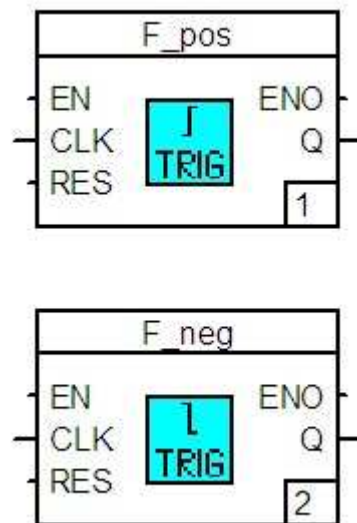 F_pos
EN ENO
CLK Q
TRIG
RES
1
F_neg
EN ENO
CLK Q
TRIG
RES
2